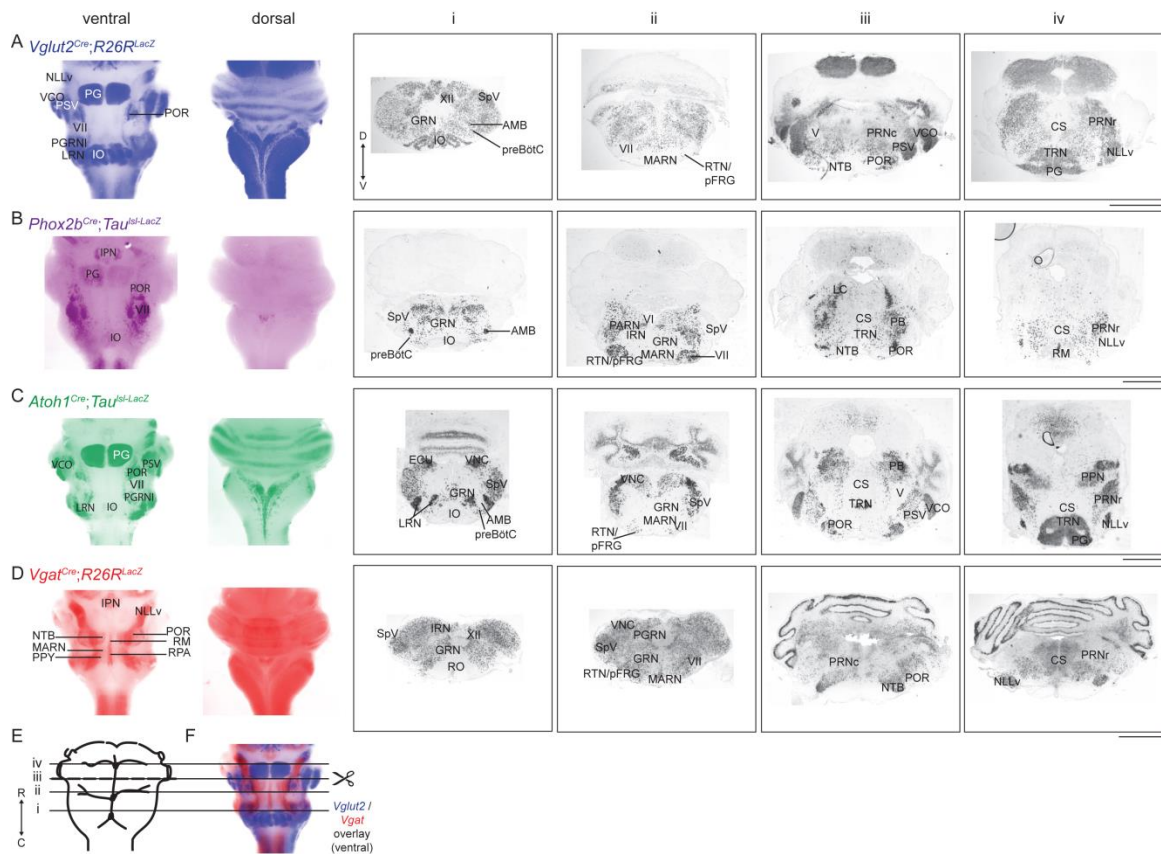 ventral
dorsal
i
ii
iii
iv
A
Vglut2Cre;R26RLacZ
NLLv
VCO
PSV
PG
VII
PGRNl
LRN
IO
POR
D
V
XII
SpV
GRN
AMB
IO
preBötC
VII
MARN
RTN/
pFRG
V
PRNc
VCO
PSV
NTB
POR
CS
PRNr
TRN
NLLv
PG
B
Phox2bCre;Taulsl-LacZ
IPN
PG
POR
VII
IO
SpV
GRN
AMB
preBötC
IO
PARN
VI
IRN
SpV
GRN
MARN
RTN/pFRG
VII
LC
CS
TRN
PB
NTB
POR
CS
PRNr
NLLv
RM
C
Atoh1Cre;Taulsl-LacZ
PG
VCO
PSV
POR
VII
PGRNl
LRN
IO
ECU
VNC
SpV
GRN
LRN
IO
AMB
preBötC
VNC
GRN
SpV
MARN
VII
RTN/
pFRG
PB
CS
TRN
V
PSV
VCO
POR
PPN
CS
PRNr
TRN
NLLv
PG
D
VgatCre;R26RLacZ
IPN
NLLv
NTB
MARN
PPY
POR
RM
RPA
SpV
IRN
XII
GRN
RO
VNC
PGRN
SpV
GRN
VII
RTN/pFRG
MARN
PRNc
POR
NTB
CS
PRNr
NLLv
E
F
iv
iii
ii
i
R
C
Vglut2 /
Vgat
overlay
(ventral)